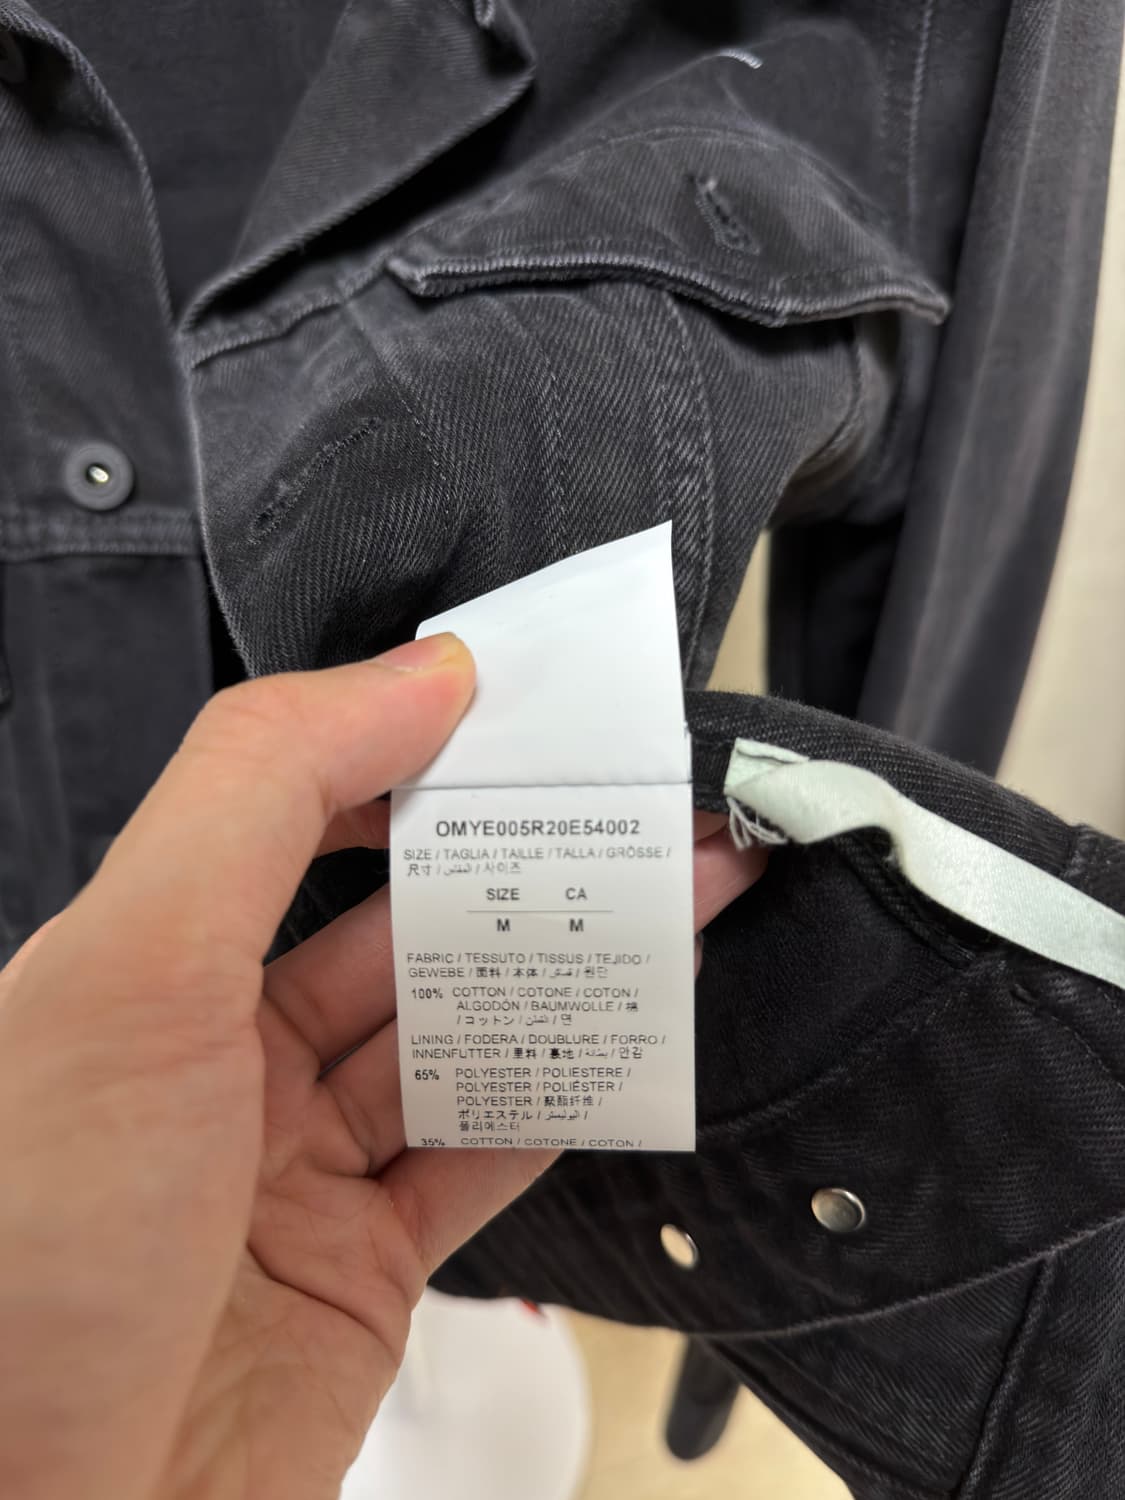 OMYE005R20E54002
SIZE / TAGLIA / TAILLE / TALLA / GRÖSSE /
尺寸 / المقاس / 사이즈
SIZE CA
M M
FABRIC / TESSUTO / TISSUS / TEJIDO /
GEWEBE / 面料 / 本体 / قماش / 원단
100% COTTON / COTONE / COTON /
ALGODÓN / BAUMWOLLE / 棉
/ コットン / القطن / 면
LINING / FODERA / DOUBLURE / FORRO /
INNENFUTTER / 里料 / 裏地 / بطانة / 안감
65% POLYESTER / POLIESTERE /
POLYESTER / POLIÉSTER /
POLYESTER / 聚酯纤维 /
ポリエステル / البوليستر /
폴리에스터
35% COTTON / COTONE / COTON /